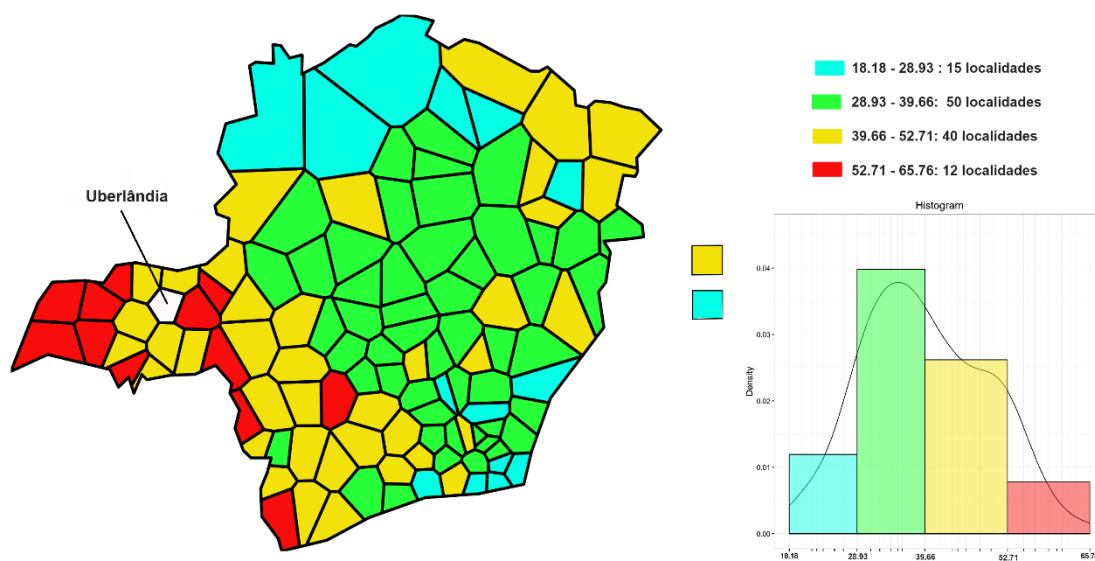 18.18 - 28.93 : 15 localidades
28.93 - 39.66: 50 localidades
39.66 - 52.71: 40 localidades
52.71 - 65.76: 12 localidades
Uberlândia
Histogram
Density
0.04
0.03
0.02
0.01
0.00
18.18 28.93 39.66 52.71